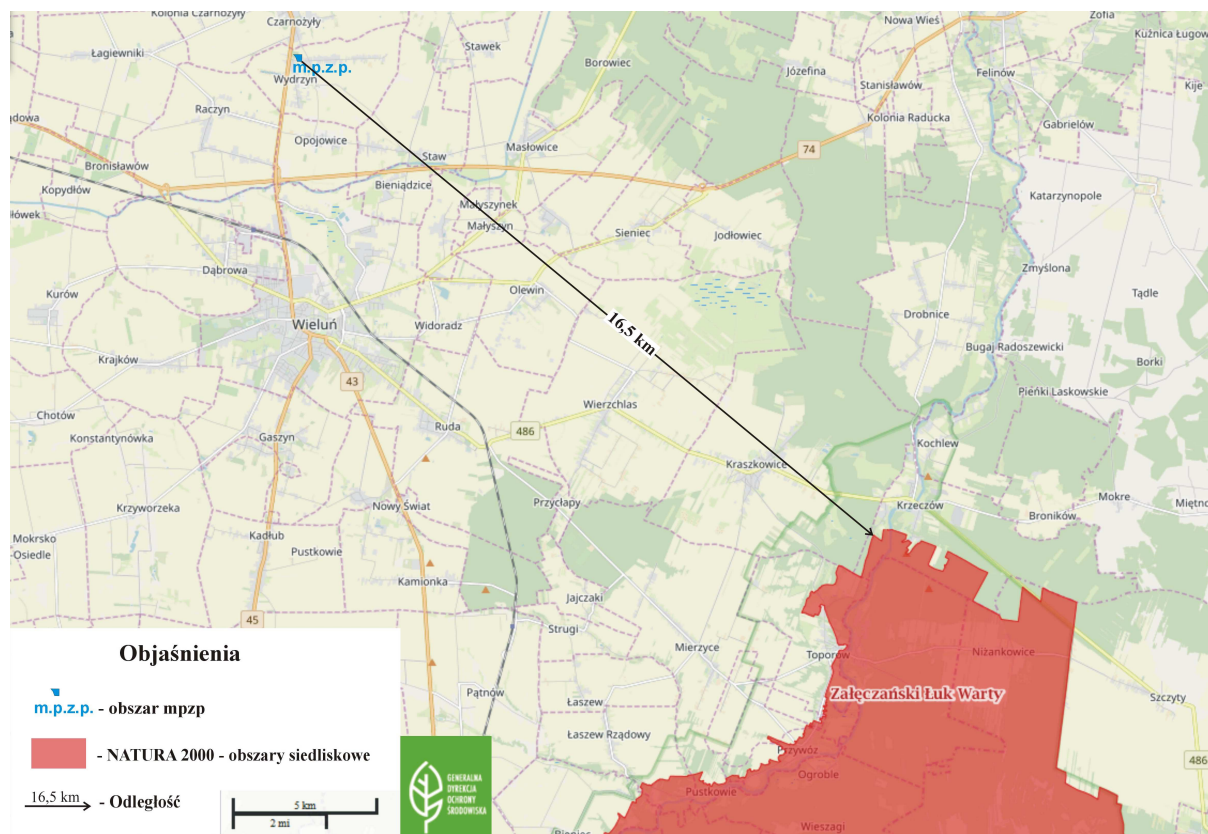 Kolonia Czarnożyły
Czarnożyły
Łagiewniki
Stawek
Borowiec
Nowa Wieś
Zofia
Kuźnica Ługow
m.p.z.p.
Wydrzyn
Józefina
Felinów
Stanisławów
Kije
Raczyn
Kolonia Raducka
Gabrielów
ądowa
Opojowice
Masłowice
74
Bronisławów
Staw
Kopydłów
Bieniądzice
Katarzynopole
łówek
Małyszynek
Małyszyn
Sieniec
Jodłowiec
Dąbrowa
Zmyślona
Kurów
Olewin
Tądle
Drobnice
Wieluń
Widoradz
16,5 km
Krajków
Bugaj Radoszewicki
Borki
43
Pieńki Laskowskie
Chotów
Wierzchlas
Konstantynówka
Gaszyn
Ruda
486
Kochlew
Kraszkowice
Krzyworzeka
Nowy Świat
Przycłapy
Krzeczów
Mokre
Miętno
Broników
Mokrsko
Osiedle
Kadłub
Pustkowie
Kamionka
Jajczaki
45
Strugi
Mierzyce
Toporów
Niżankowice
Pątnów
Załęczański Łuk Warty
Szczyty
Łaszew
Łaszew Rządowy
Przywóz
Ogroble
486
Pustkowie
Wieszagi
Objaśnienia
m.p.z.p. - obszar mpzp
- NATURA 2000 - obszary siedliskowe
16,5 km - Odległość
5 km
2 mi
GENERALNA
DYREKCJA
OCHRONY
ŚRODOWISKA